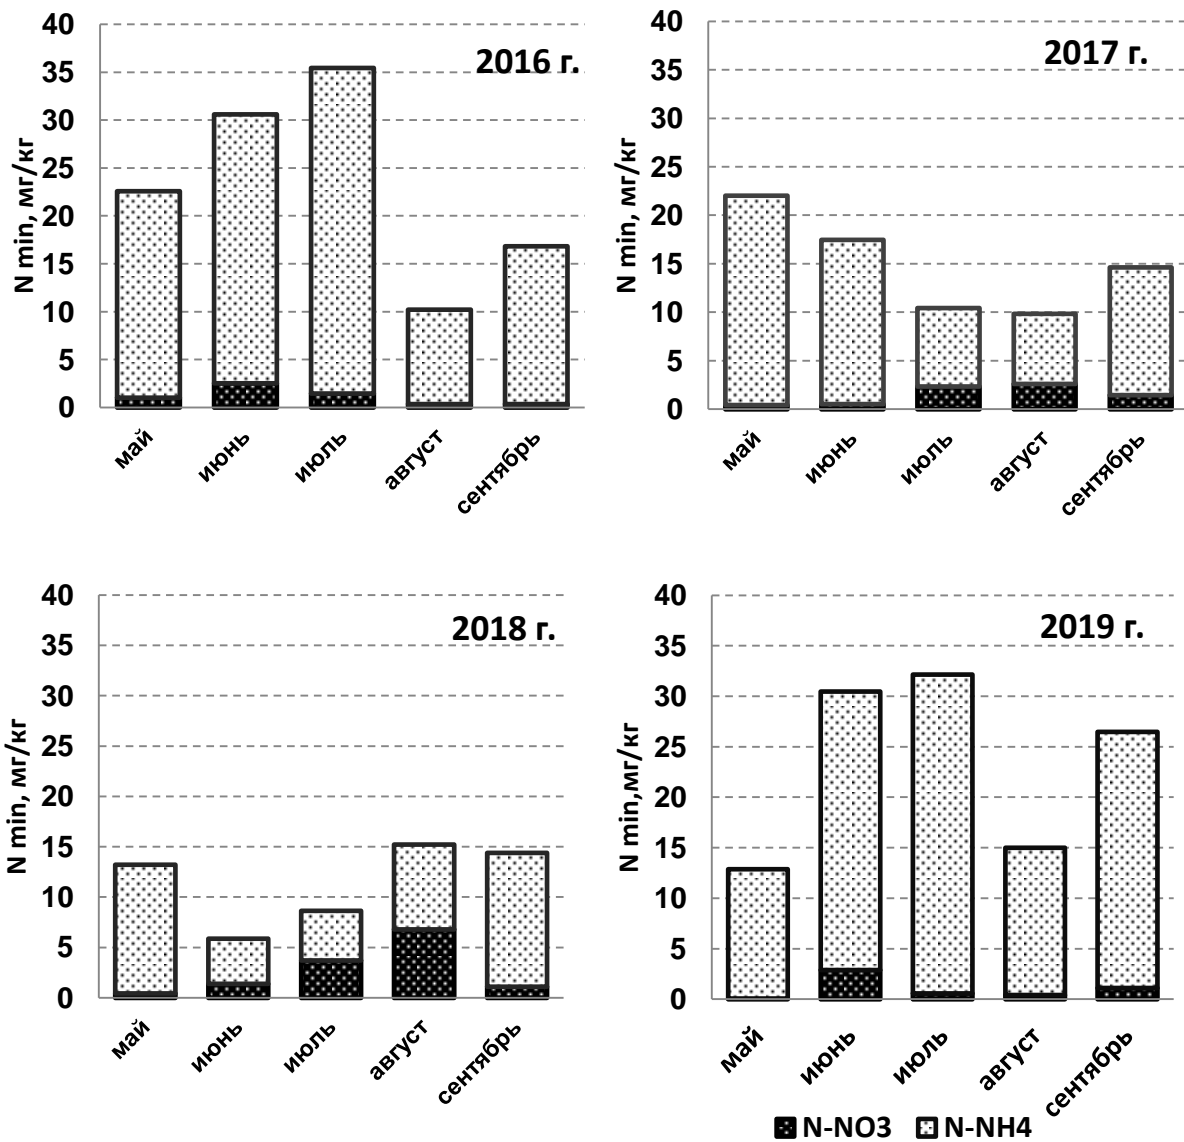 2016 г.
N min, мг/кг
40
35
30
25
20
15
10
5
0
май
июнь
июль
август
сентябрь
2017 г.
N min, мг/кг
40
35
30
25
20
15
10
5
0
май
июнь
июль
август
сентябрь
2018 г.
N min, мг/кг
40
35
30
25
20
15
10
5
0
май
июнь
июль
август
сентябрь
2019 г.
N min,мг/кг
40
35
30
25
20
15
10
5
0
май
июнь
июль
август
сентябрь
N-NO3 N-NH4